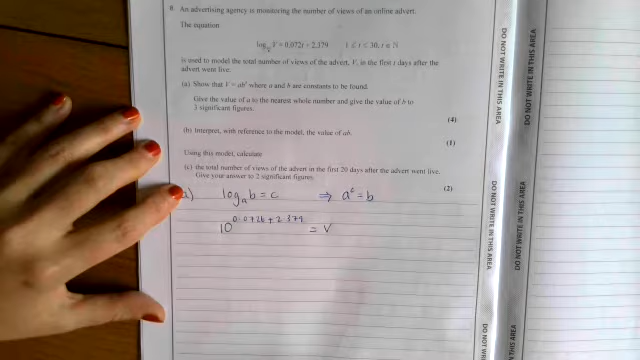 8. An advertising agency is monitoring the number of views of an online advert.
The equation
log₁₀ V = 0.072t + 2.379 1 ⩽ t ⩽ 30, t ∈ ℕ
is used to model the total number of views of the advert, V, in the first t days after the
advert went live.
(a) Show that V = abᵗ where a and b are constants to be found.
Give the value of a to the nearest whole number and give the value of b to
3 significant figures.
(4)
(b) Interpret, with reference to the model, the value of ab.
(1)
Using this model, calculate
(c) the total number of views of the advert in the first 20 days after the advert went live.
Give your answer to 2 significant figures.
(2)
a) logₐ b = c ⇒ aᶜ = b
10^0.072t + 2.379 = V
DO NOT WRITE IN THIS AREA
DO NOT WRITE IN THIS AREA
DO NOT WRITE IN THIS AREA
DO NOT WRITE IN THIS AREA
DO NOT W
DO NOT WRITE